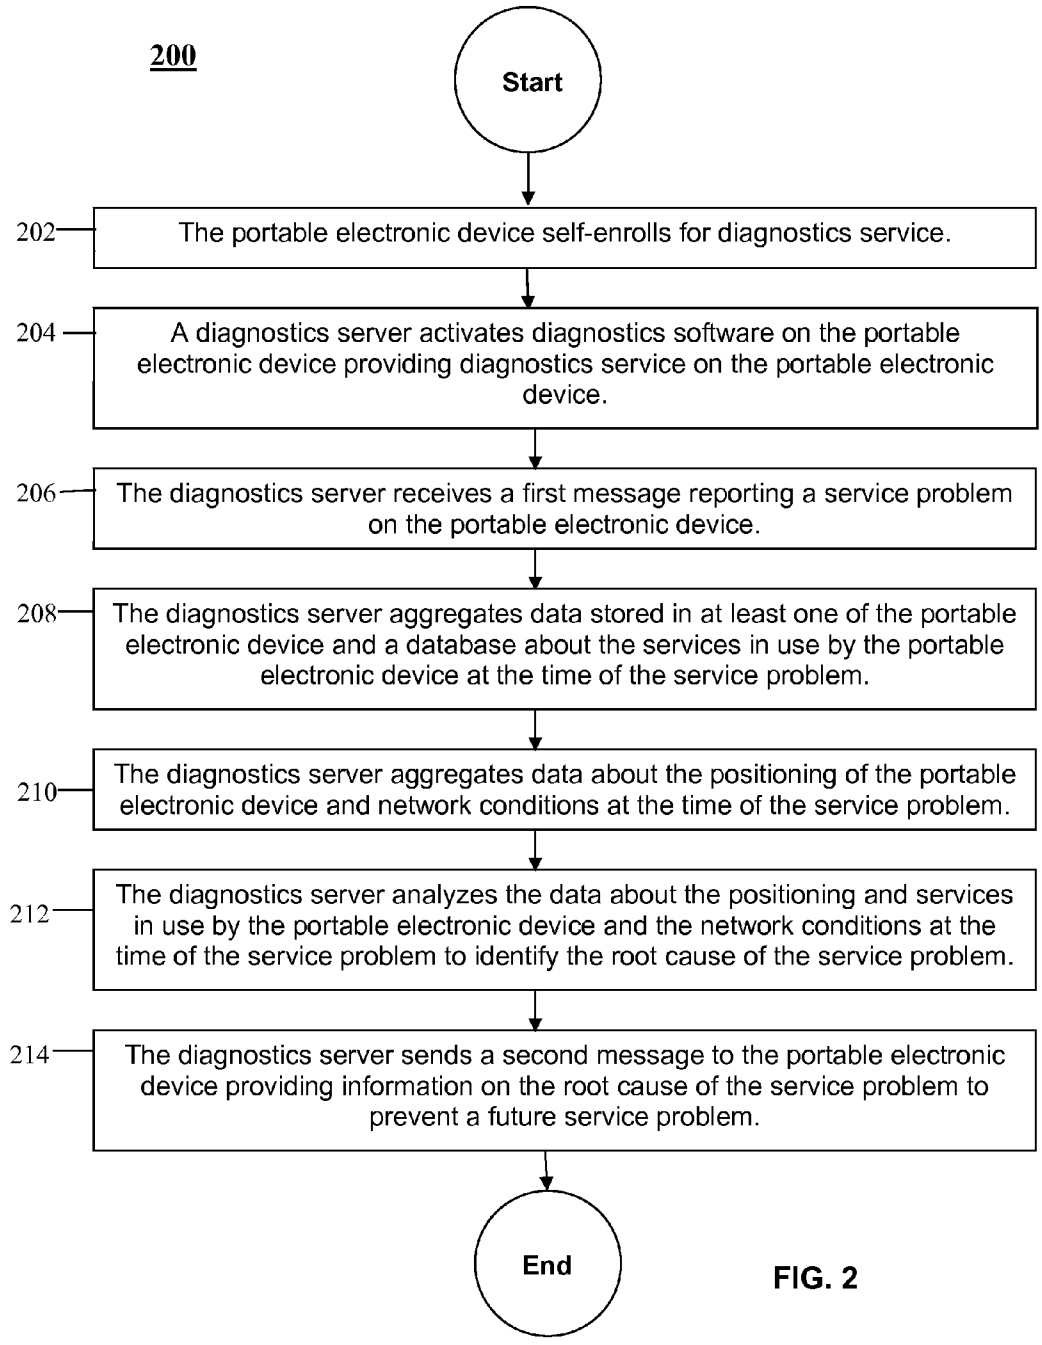 200
Start
202
The portable electronic device self-enrolls for diagnostics service.
204
A diagnostics server activates diagnostics software on the portable
electronic device providing diagnostics service on the portable electronic
device.
206
The diagnostics server receives a first message reporting a service problem
on the portable electronic device.
208
The diagnostics server aggregates data stored in at least one of the portable
electronic device and a database about the services in use by the portable
electronic device at the time of the service problem.
210
The diagnostics server aggregates data about the positioning of the portable
electronic device and network conditions at the time of the service problem.
212
The diagnostics server analyzes the data about the positioning and services
in use by the portable electronic device and the network conditions at the
time of the service problem to identify the root cause of the service problem.
214
The diagnostics server sends a second message to the portable electronic
device providing information on the root cause of the service problem to
prevent a future service problem.
End
FIG. 2